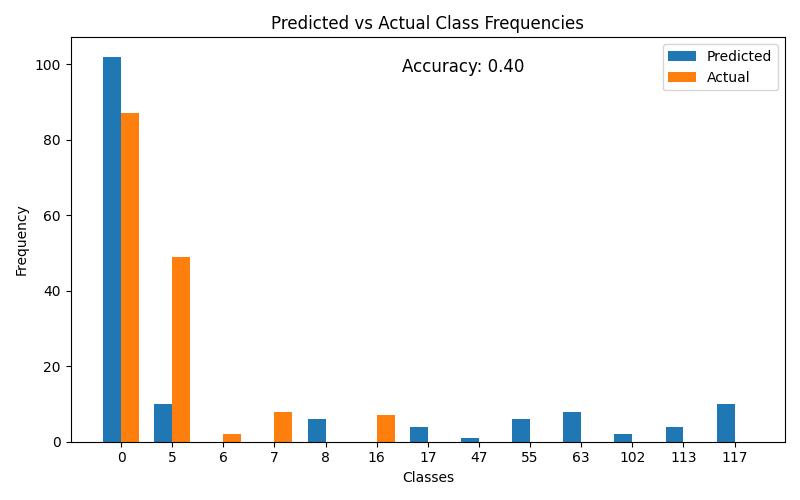 Predicted vs Actual Class Frequencies
Accuracy: 0.40
Predicted
Actual
Frequency
100
80
60
40
20
0
0 5 6 7 8 16 17 47 55 63 102 113 117
Classes